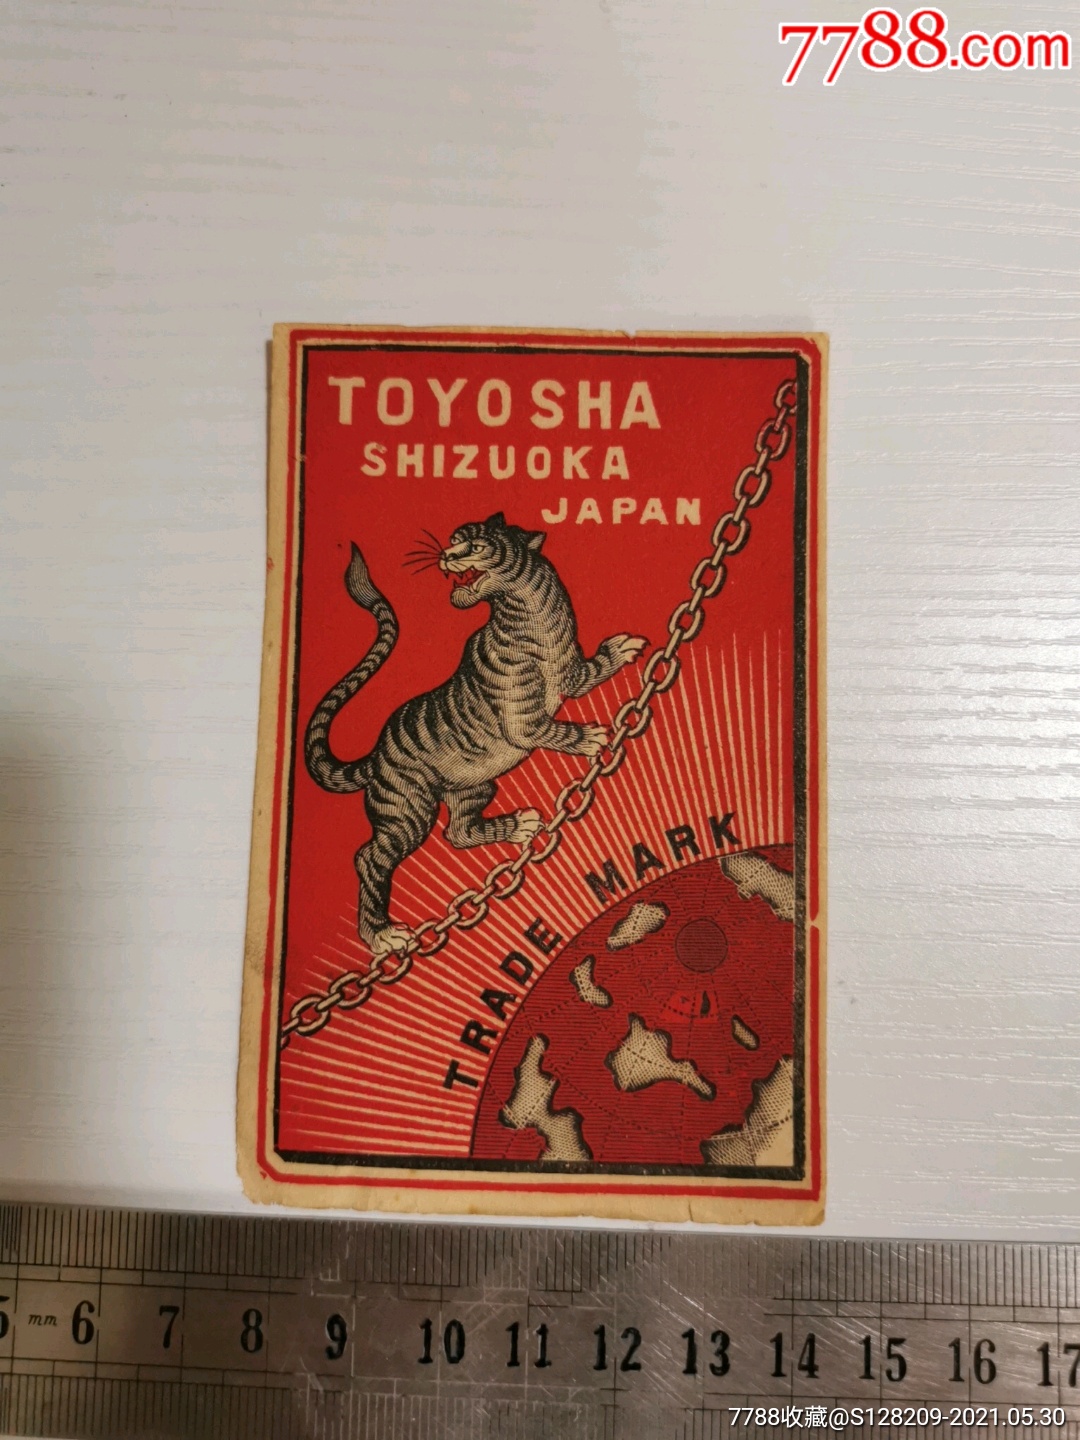 7788.com
TOYOSHA
SHIZUOKA
JAPAN
TRADE MARK
5 mm 6 7 8 9 10 11 12 13 14 15 16 17
7788收藏@S128209-2021.05.30